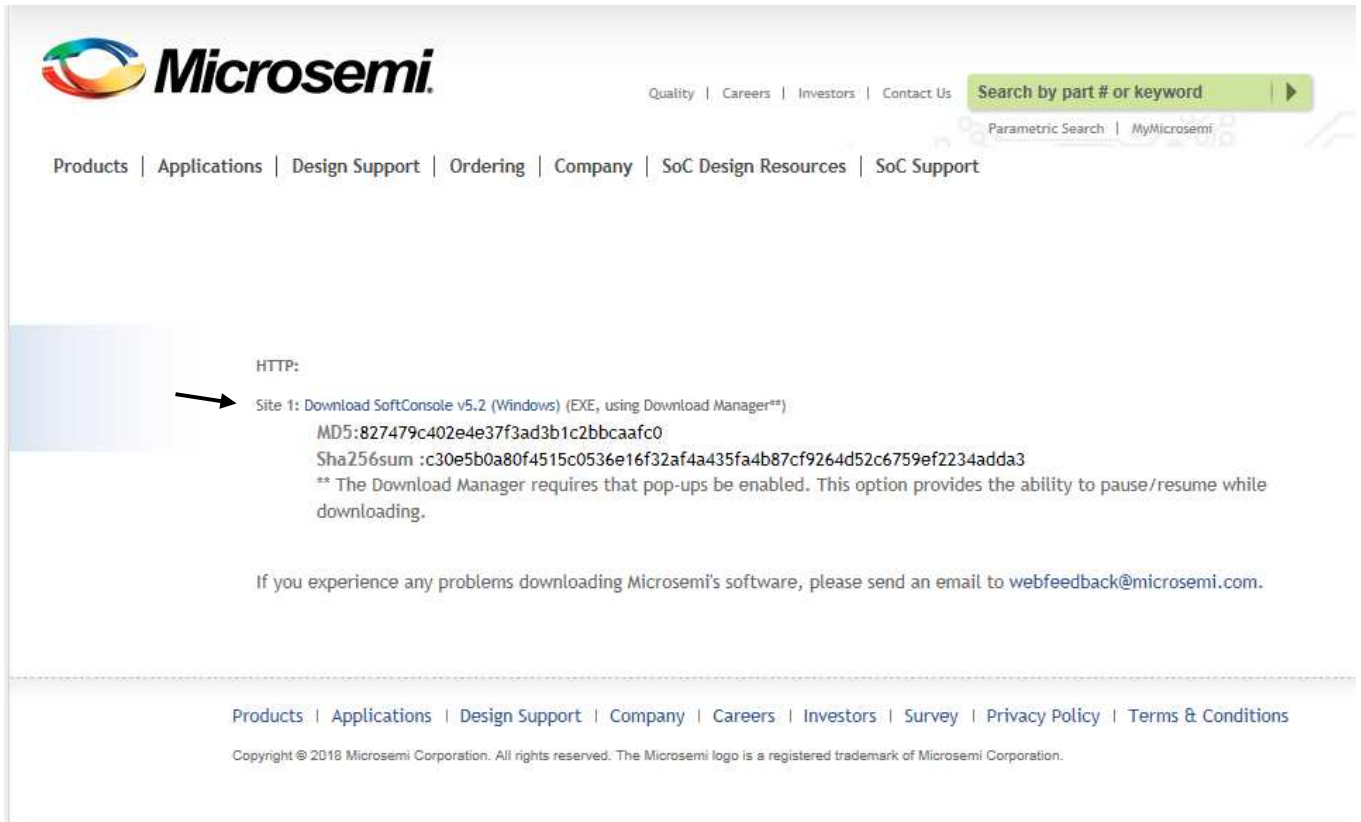 Microsemi.
Quality | Careers | Investors | Contact Us
Search by part # or keyword
Parametric Search | MyMicrosemi
Products | Applications | Design Support | Ordering | Company | SoC Design Resources | SoC Support
HTTP:
Site 1: Download SoftConsole v5.2 (Windows) (EXE, using Download Manager**)
MD5:827479c402e4e37f3ad3b1c2bbcaafc0
Sha256sum :c30e5b0a80f4515c0536e16f32af4a435fa4b87cf9264d52c6759ef2234adda3
** The Download Manager requires that pop-ups be enabled. This option provides the ability to pause/resume while
downloading.
If you experience any problems downloading Microsemi's software, please send an email to webfeedback@microsemi.com.
Products | Applications | Design Support | Company | Careers | Investors | Survey | Privacy Policy | Terms & Conditions
Copyright © 2018 Microsemi Corporation. All rights reserved. The Microsemi logo is a registered trademark of Microsemi Corporation.